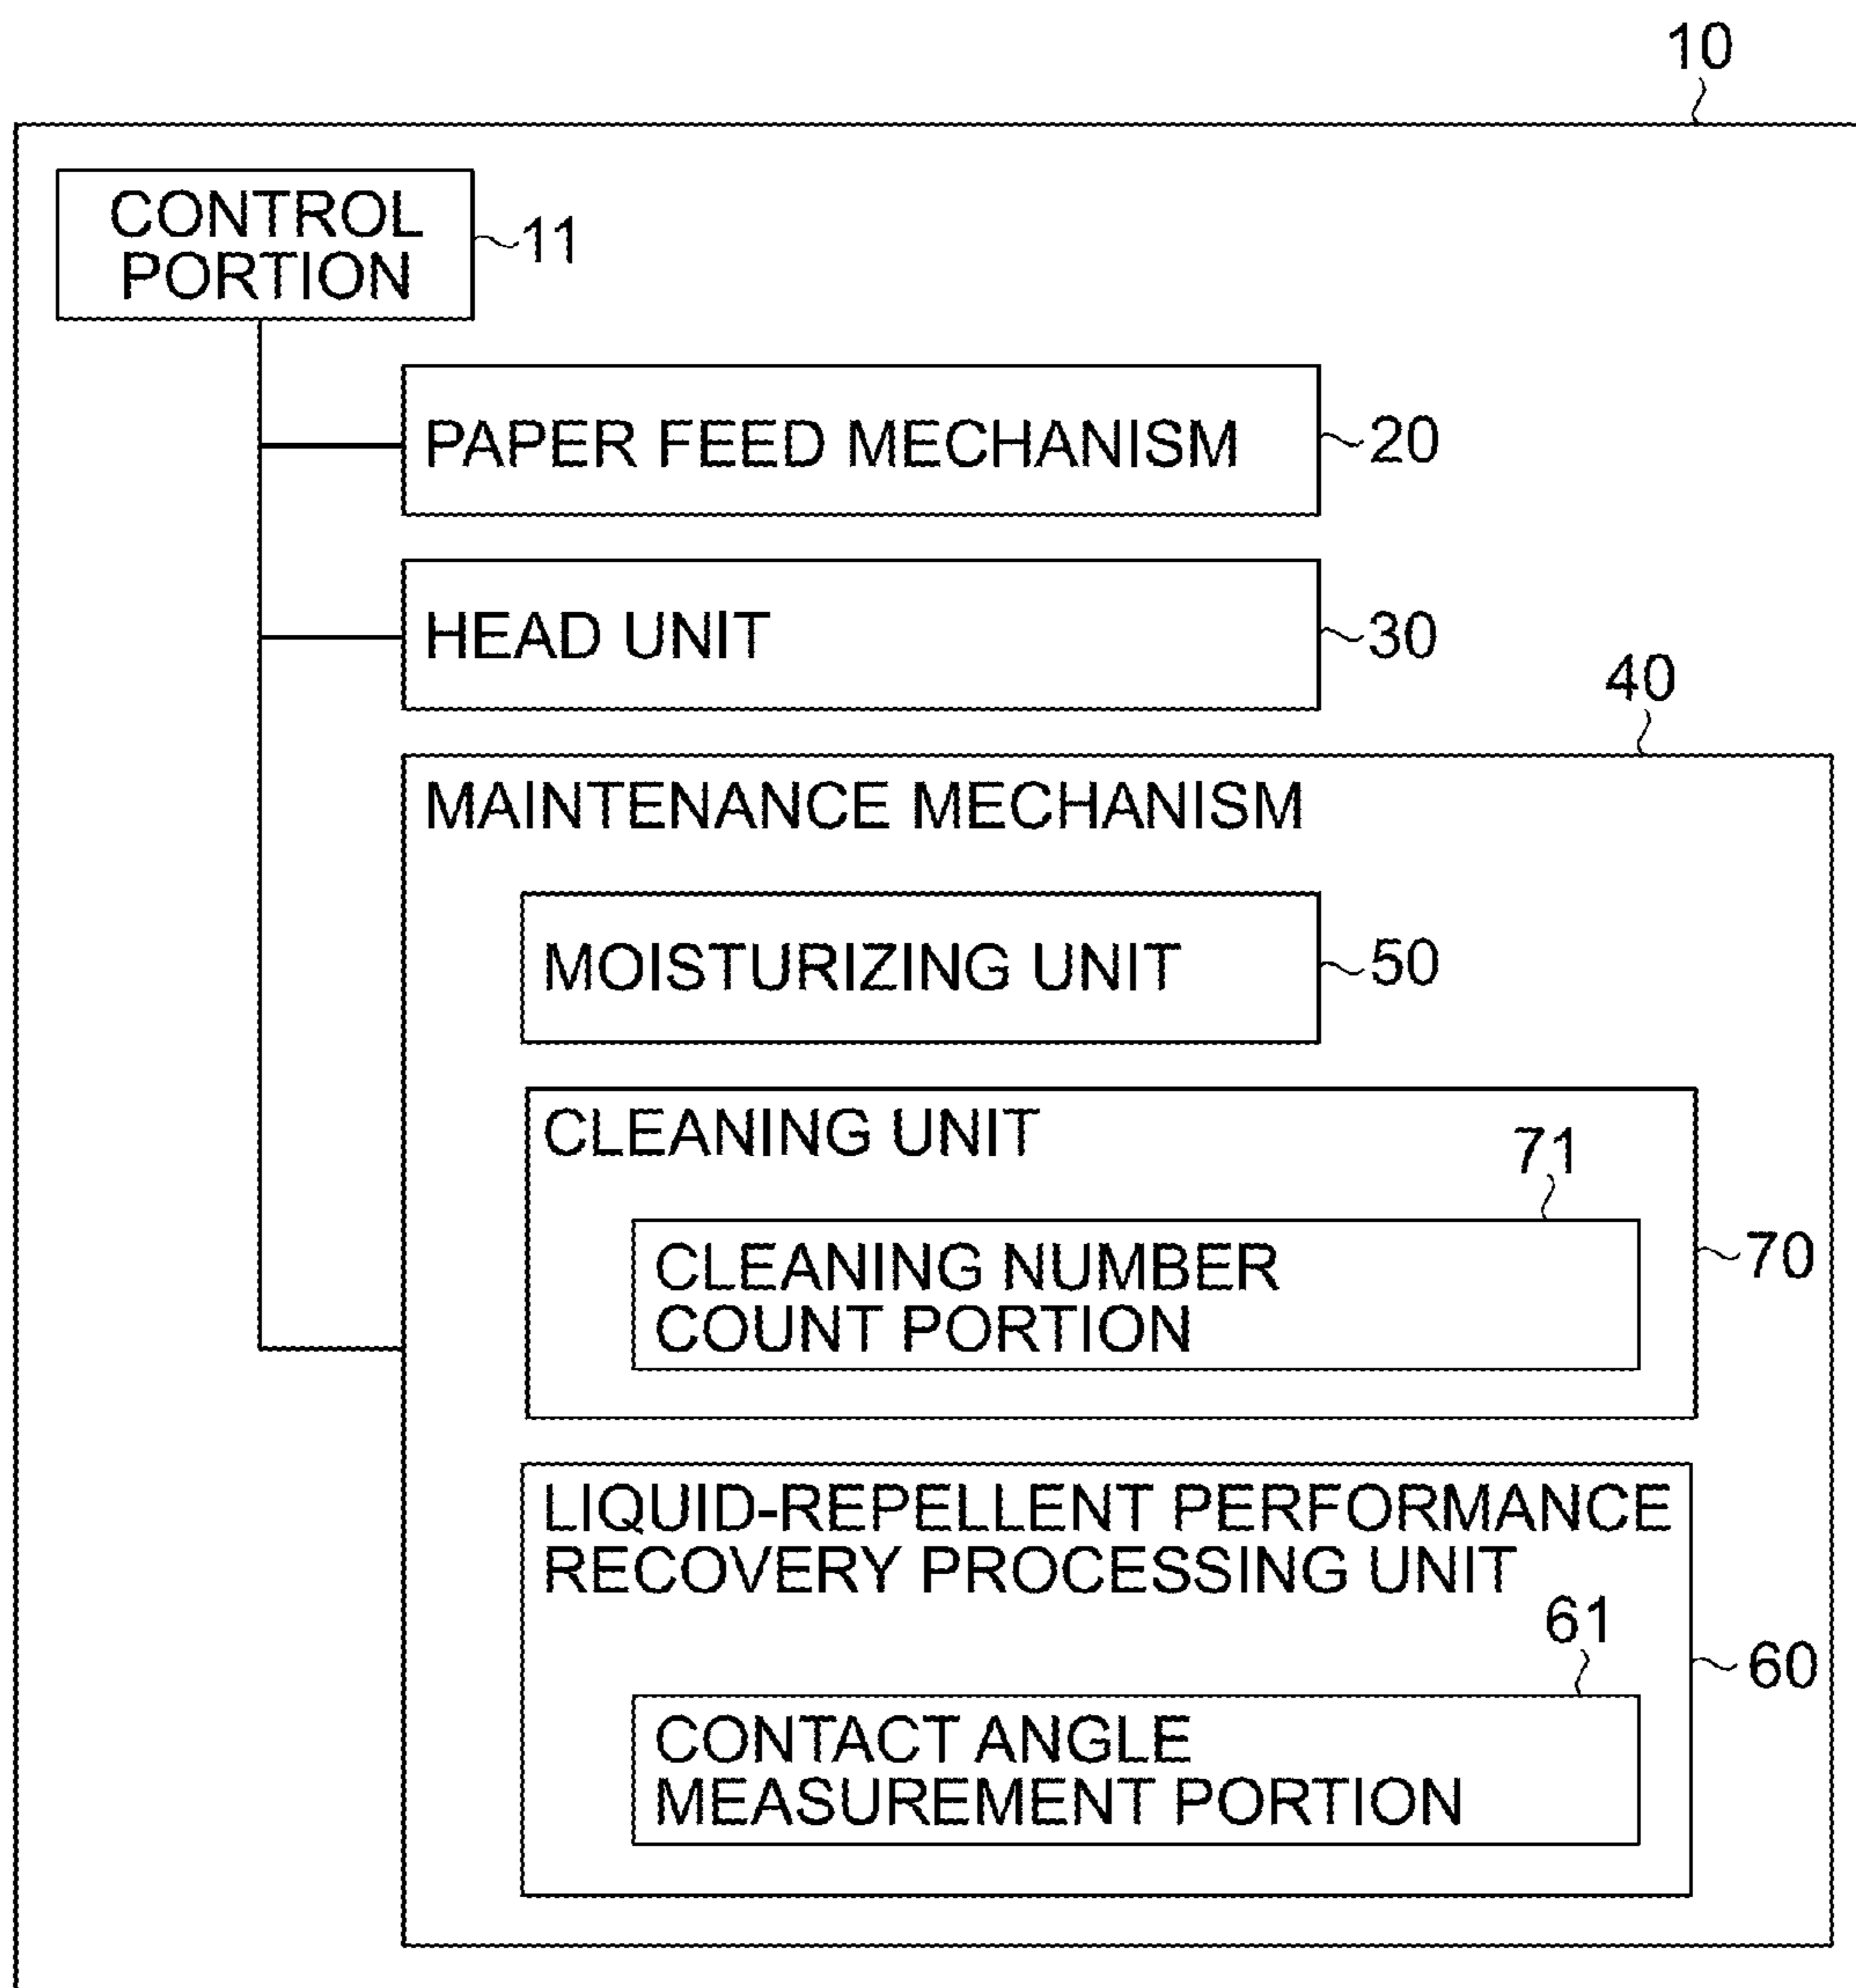 10
CONTROL
PORTION
11
PAPER FEED MECHANISM
20
HEAD UNIT
30
40
MAINTENANCE MECHANISM
MOISTURIZING UNIT
50
CLEANING UNIT
71
CLEANING NUMBER
COUNT PORTION
70
LIQUID-REPELLENT PERFORMANCE
RECOVERY PROCESSING UNIT
61
60
CONTACT ANGLE
MEASUREMENT PORTION